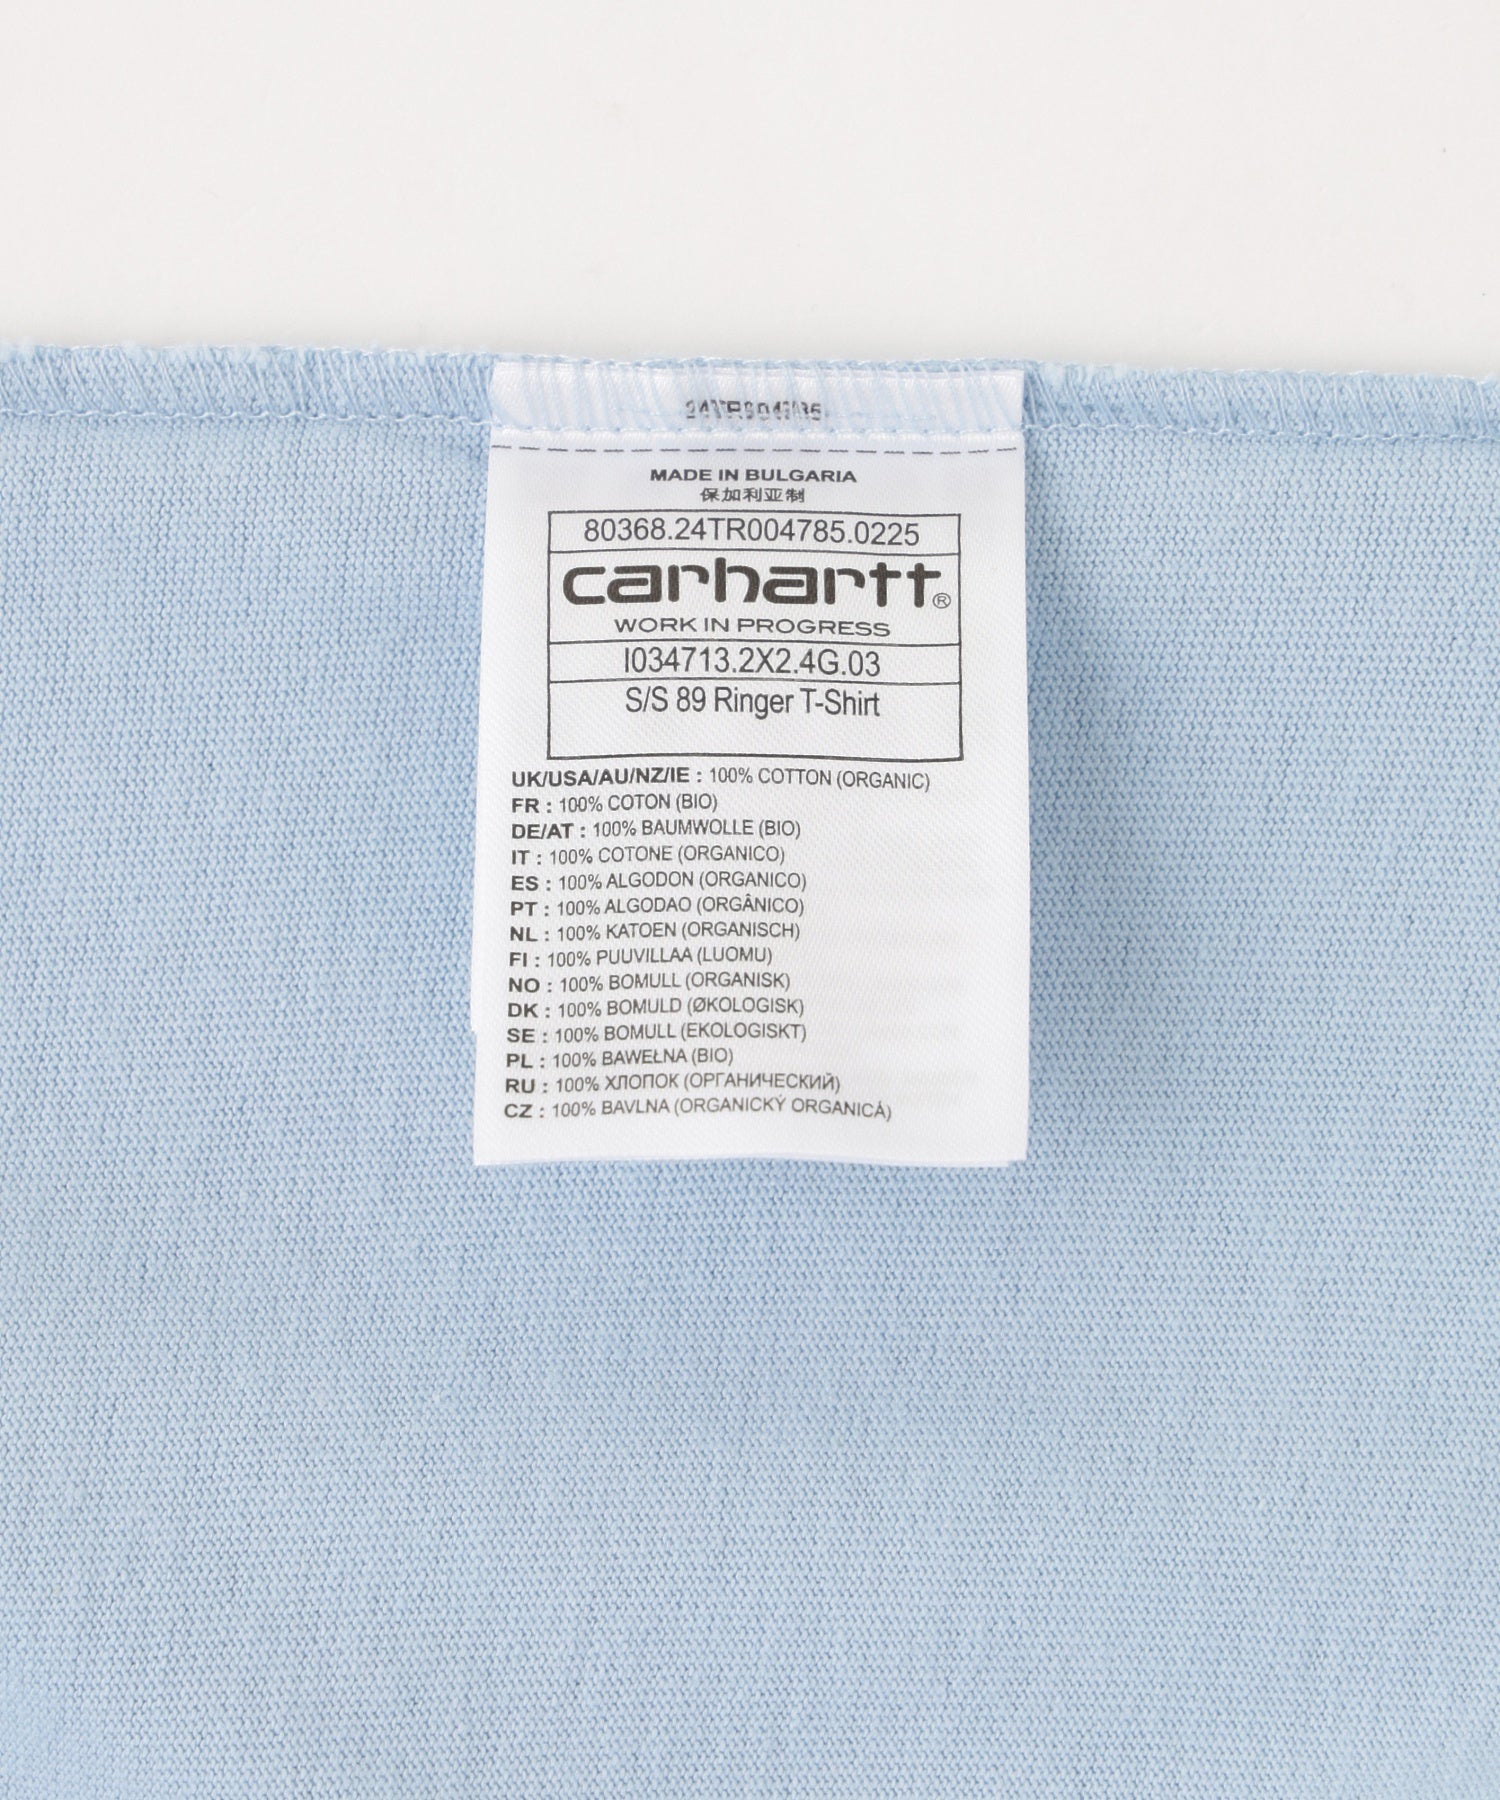 MADE IN BULGARIA
保加利亚制
80368.24TR004785.0225
carhartt®
WORK IN PROGRESS
I034713.2X2.4G.03
S/S 89 Ringer T-Shirt
UK/USA/AU/NZ/IE : 100% COTTON (ORGANIC)
FR : 100% COTON (BIO)
DE/AT : 100% BAUMWOLLE (BIO)
IT : 100% COTONE (ORGANICO)
ES : 100% ALGODON (ORGANICO)
PT : 100% ALGODAO (ORGÂNICO)
NL : 100% KATOEN (ORGANISCH)
FI : 100% PUUVILLAA (LUOMU)
NO : 100% BOMULL (ORGANISK)
DK : 100% BOMULD (ØKOLOGISK)
SE : 100% BOMULL (EKOLOGISKT)
PL : 100% BAWEŁNA (BIO)
RU : 100% ХЛОПОК (ОРГАНИЧЕСКИЙ)
CZ : 100% BAVLNA (ORGANICKÝ ORGANICÁ)